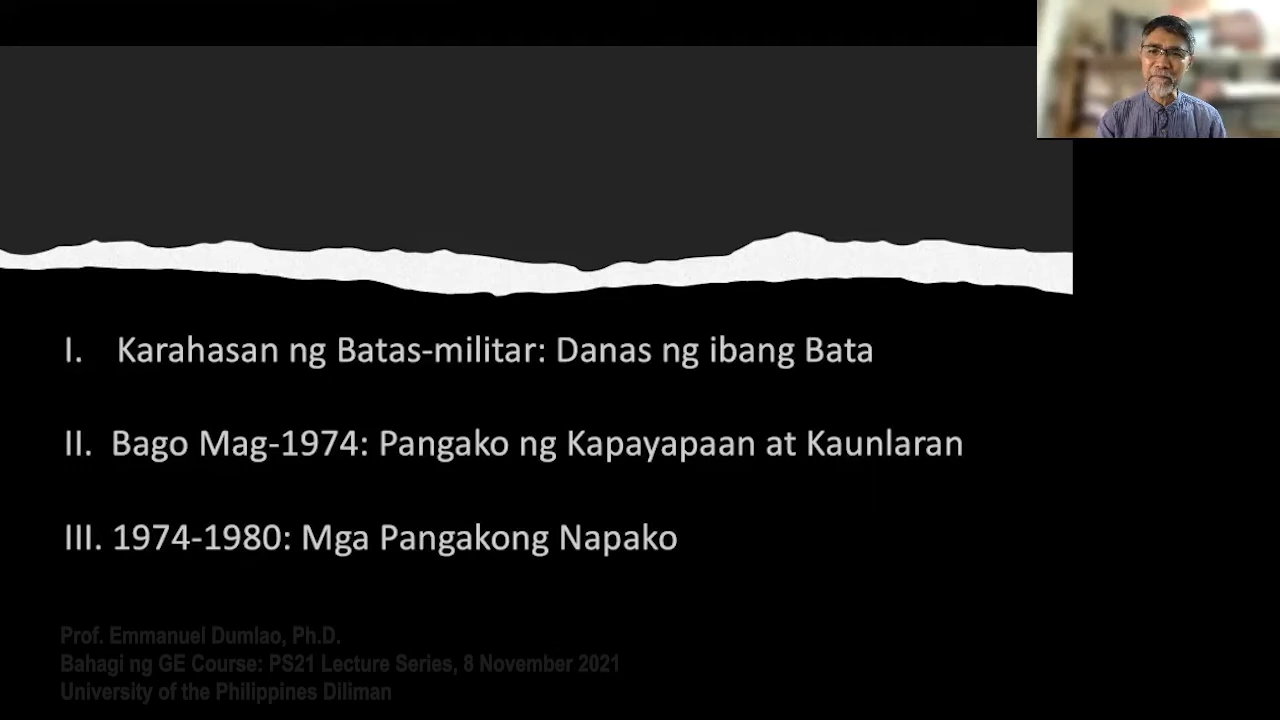 I. Karahasan ng Batas-militar: Danas ng ibang Bata
II. Bago Mag-1974: Pangako ng Kapayapaan at Kaunlaran
III. 1974-1980: Mga Pangakong Napako
Prof. Emmanuel Dumlao, Ph.D.
Bahagi ng GE Course: PS21 Lecture Series, 8 November 2021
University of the Philippines Diliman